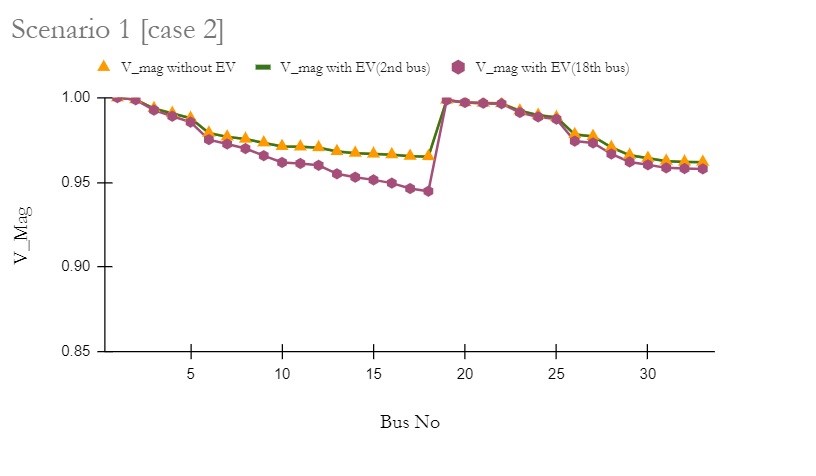 Scenario 1 [case 2]
V_mag without EV V_mag with EV(2nd bus) V_mag with EV(18th bus)
1.00
0.95
0.90
0.85
V_Mag
5 10 15 20 25 30
Bus No